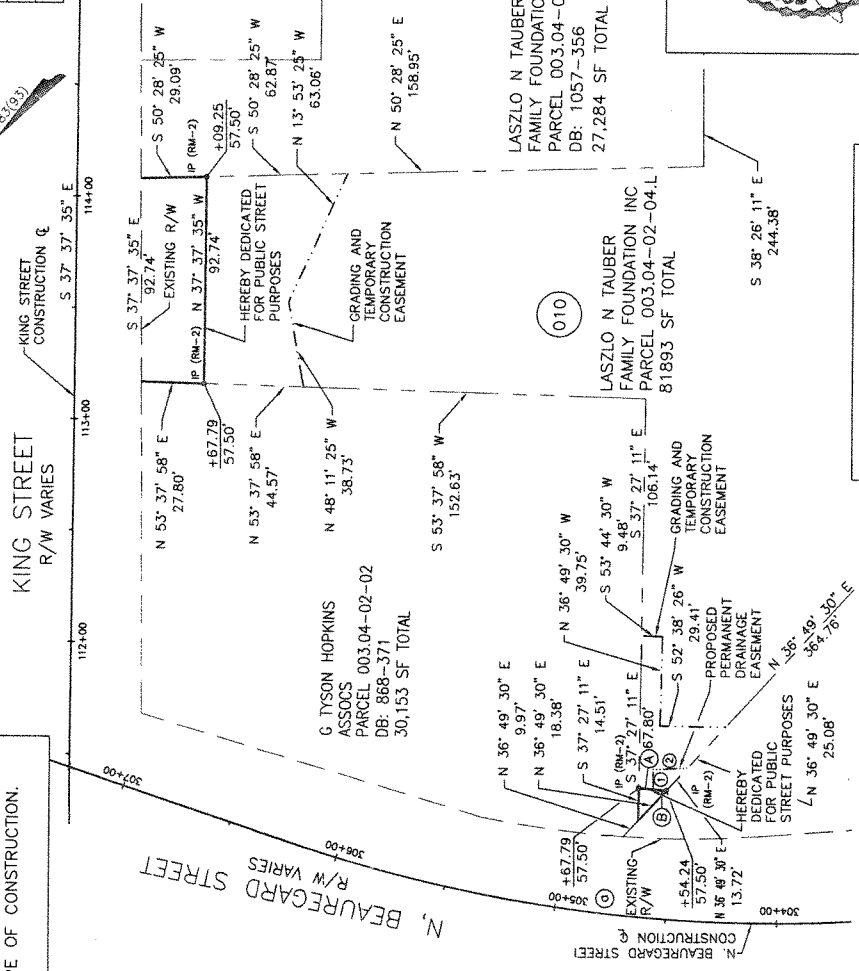 PE OF CONSTRUCTION.
83(93)
KING STREET
R/W VARIES
KING STREET
CONSTRUCTION ℄
S 37° 37' 35" E
112+00
113+00
114+00
S 37° 37' 35" E
92.74'
EXISTING R/W
S 50° 28' 25" W
29.09'
N 53° 37' 58" E
27.80'
IP (RM-2)
N 37° 37' 35" W
92.74'
IP (RM-2)
+09.25
57.50'
+67.79
57.50'
HEREBY DEDICATED
FOR PUBLIC STREET
PURPOSES
S 50° 28' 25" W
62.87'
N 13° 53' 25" W
63.06'
N 53° 37' 58" E
44.57'
N 48° 11' 25" W
38.73'
GRADING AND
TEMPORARY
CONSTRUCTION
EASEMENT
N 50° 28' 25" E
158.95'
S 53° 37' 58" W
152.63'
LASZLO N TAUBER
FAMILY FOUNDATIO
PARCEL 003.04-0
DB: 1057-356
27,284 SF TOTAL
G TYSON HOPKINS
ASSOCS
PARCEL 003.04-02-02
DB: 868-371
30,153 SF TOTAL
010
LASZLO N TAUBER
FAMILY FOUNDATION INC
PARCEL 003.04-02-04.L
81893 SF TOTAL
S 38° 26' 11" E
244.38'
N 36° 49' 30" E
9.97'
N 36° 49' 30" E
18.38'
S 37° 27' 11" E
14.51'
N 36° 49' 30" W
39.75'
S 53° 44' 30" W
9.48'
S 37° 27' 11" E
106.14'
GRADING AND
TEMPORARY
CONSTRUCTION
EASEMENT
S 37° 27' 11" E
67.80'
IP (RM-2)
A
1
2
B
IP
(RM-2)
S 52° 38' 26" W
29.41'
PROPOSED
PERMANENT
DRAINAGE
EASEMENT
N 36° 49' 30" E
364.76'
HEREBY
DEDICATED
FOR PUBLIC
STREET PURPOSES
N 36° 49' 30" E
25.08'
+67.79
57.50'
a
EXISTING
R/W
+54.24
57.50'
N 36 49' 30" E
13.72'
N. BEAUREGARD STREET
R/W VARIES
307+00
306+00
305+00
304+00
N. BEAUREGARD STREET
CONSTRUCTION ℄